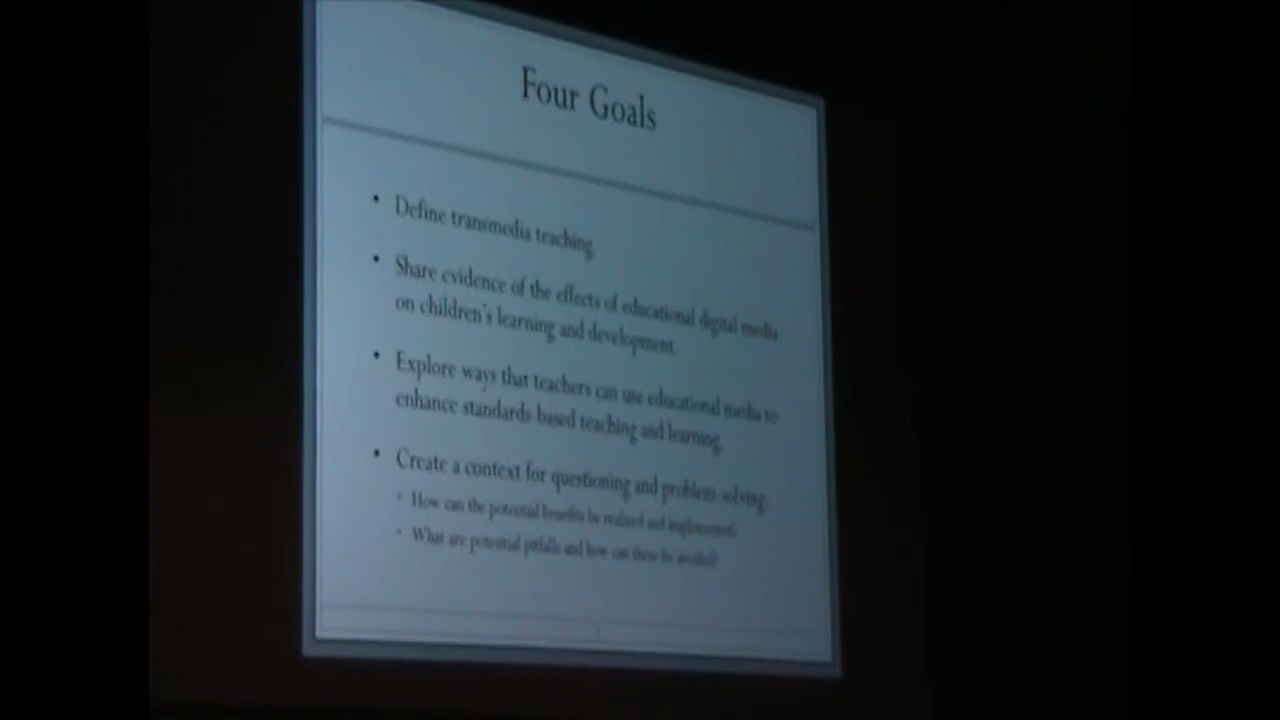 Four Goals
• Define transmedia teaching.
• Share evidence of the effects of educational digital media
on children's learning and development.
• Explore ways that teachers can use educational media to
enhance standards-based teaching and learning.
• Create a context for questioning and problem-solving:
• How can the potential benefits be realized and implemented?
• What are potential pitfalls and how can these be avoided?